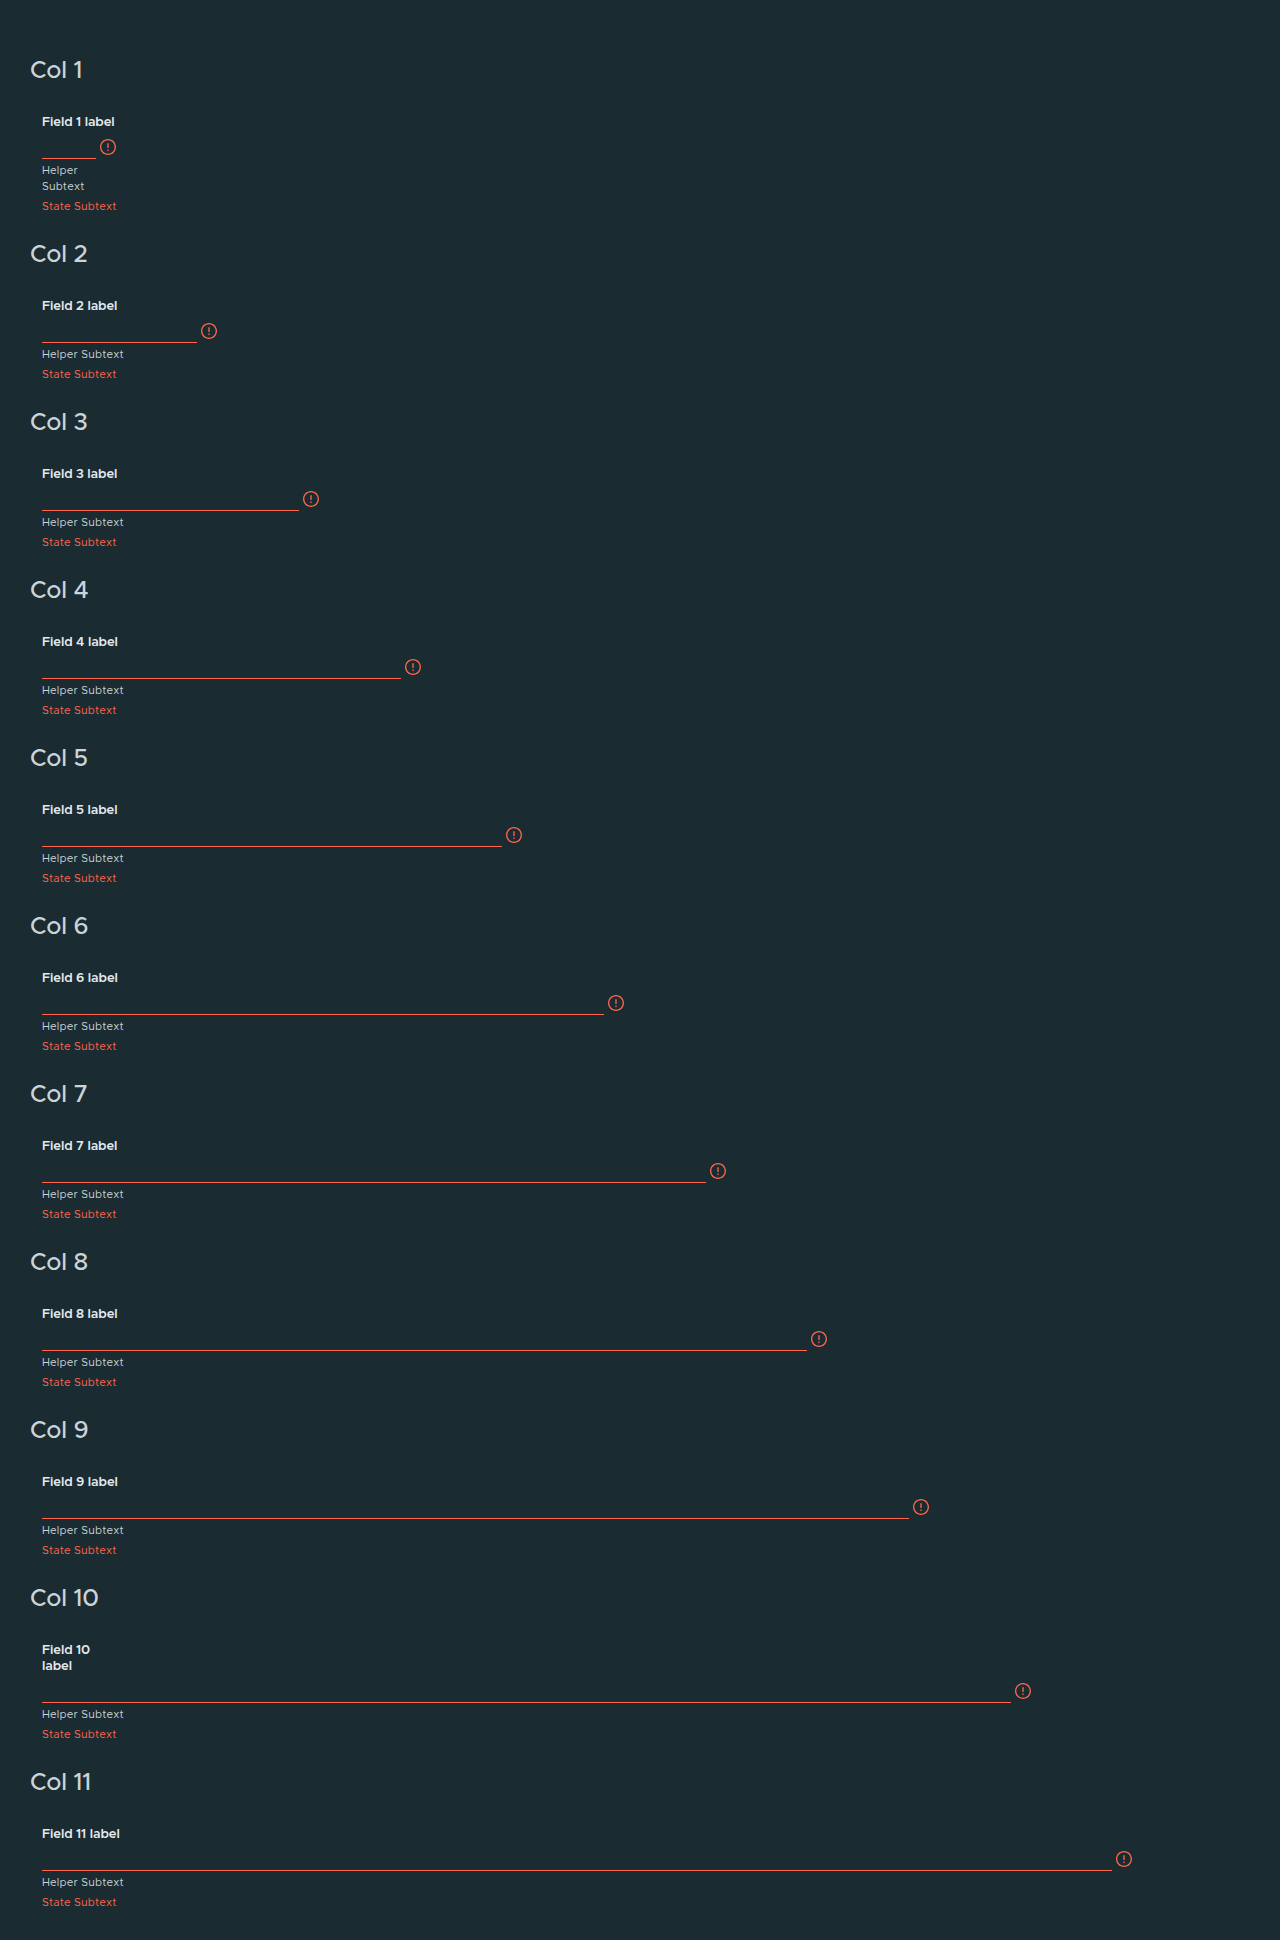 Col 1
Field 1 label
Helper
Subtext
State Subtext
Col 2
Field 2 label
Helper Subtext
State Subtext
Col 3
Field 3 label
Helper Subtext
State Subtext
Col 4
Field 4 label
Helper Subtext
State Subtext
Col 5
Field 5 label
Helper Subtext
State Subtext
Col 6
Field 6 label
Helper Subtext
State Subtext
Col 7
Field 7 label
Helper Subtext
State Subtext
Col 8
Field 8 label
Helper Subtext
State Subtext
Col 9
Field 9 label
Helper Subtext
State Subtext
Col 10
Field 10
label
Helper Subtext
State Subtext
Col 11
Field 11 label
Helper Subtext
State Subtext